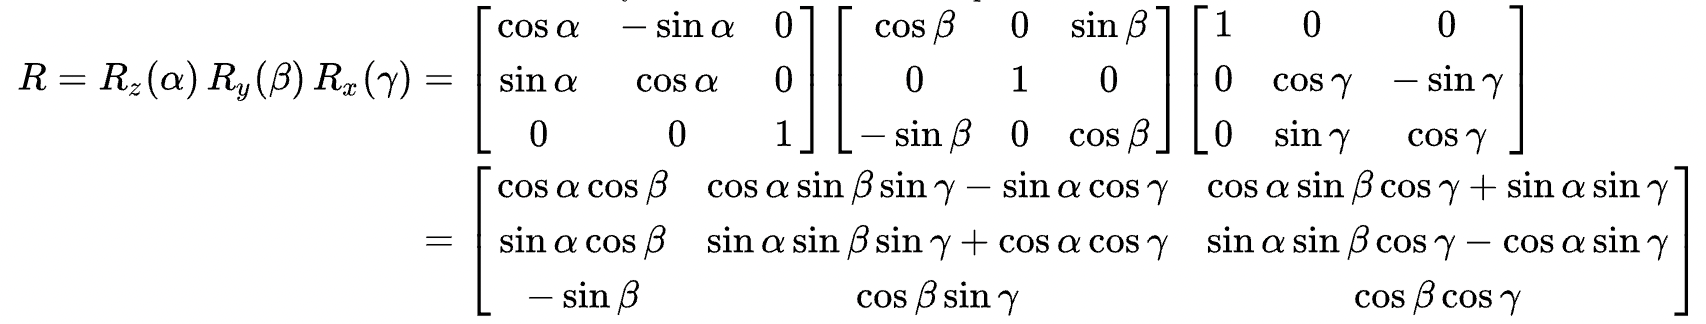 R = R_z(α) R_y(β) R_x(γ) = [cos α −sin α 0; sin α cos α 0; 0 0 1] [cos β 0 sin β; 0 1 0; −sin β 0 cos β] [1 0 0; 0 cos γ −sin γ; 0 sin γ cos γ]
= [cos α cos β cos α sin β sin γ − sin α cos γ cos α sin β cos γ + sin α sin γ; sin α cos β sin α sin β sin γ + cos α cos γ sin α sin β cos γ − cos α sin γ; −sin β cos β sin γ cos β cos γ]